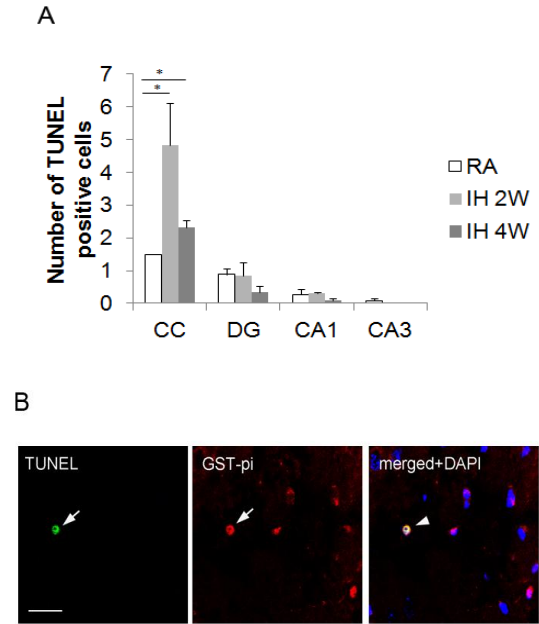 A
Number of TUNEL
positive cells
7
6
5
4
3
2
1
0
*
*
CC
DG
CA1
CA3
RA
IH 2W
IH 4W
B
TUNEL
GST-pi
merged+DAPI